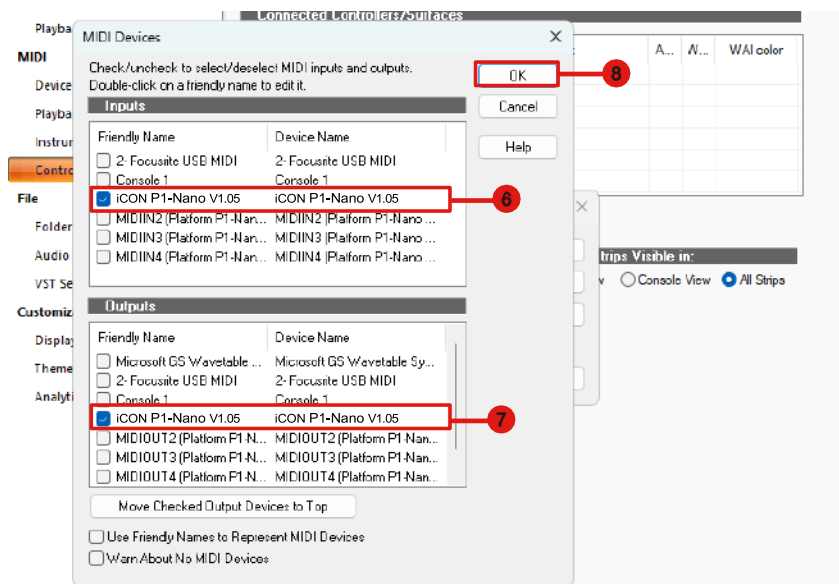 Connected Controllers/Surfaces
Playba
MIDI
Device
Playba
Instrur
Contro
File
Folder
Audio
VST Se
Customiz
Display
Theme
Analyti
A... W... WAI color
trips Visible in:
w Console View All Strips
MIDI Devices
Check/uncheck to select/deselect MIDI inputs and outputs.
Double-click on a friendly name to edit it.
OK
8
Cancel
Help
Inputs
Friendly Name Device Name
2- Focusrite USB MIDI 2- Focusrite USB MIDI
Console 1 Console 1
iCON P1-Nano V1.05 iCON P1-Nano V1.05
6
MIDIIN2 (Platform P1-Nan... MIDIIN2 (Platform P1-Nano ...
MIDIIN3 (Platform P1-Nan... MIDIIN3 (Platform P1-Nano ...
MIDIIN4 (Platform P1-Nan... MIDIIN4 (Platform P1-Nano ...
Outputs
Friendly Name Device Name
Microsoft GS Wavetable ... Microsoft GS Wavetable Sy...
2- Focusrite USB MIDI 2- Focusrite USB MIDI
Console 1 Console 1
iCON P1-Nano V1.05 iCON P1-Nano V1.05
7
MIDIOUT2 (Platform P1-N... MIDIOUT2 (Platform P1-Nan...
MIDIOUT3 (Platform P1-N... MIDIOUT3 (Platform P1-Nan...
MIDIOUT4 (Platform P1-N... MIDIOUT4 (Platform P1-Nan...
Move Checked Output Devices to Top
Use Friendly Names to Represent MIDI Devices
Warn About No MIDI Devices